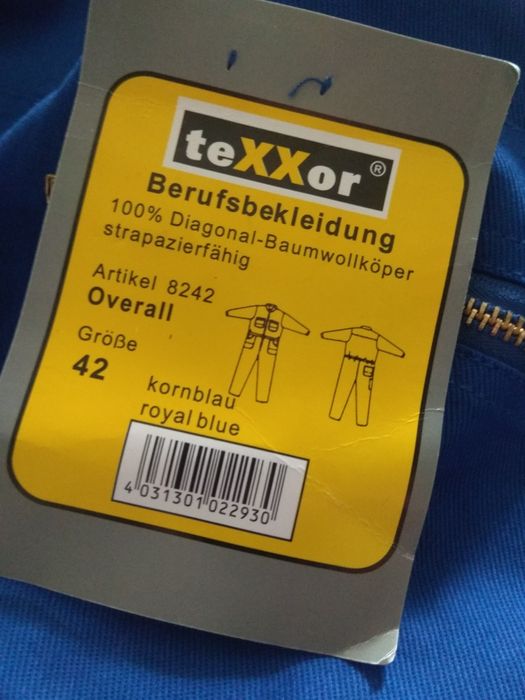 teXXor®
Berufsbekleidung
100% Diagonal-Baumwollköper
strapazierfähig
Artikel 8242
Overall
Größe
42
kornblau
royal blue
4 031301 022930